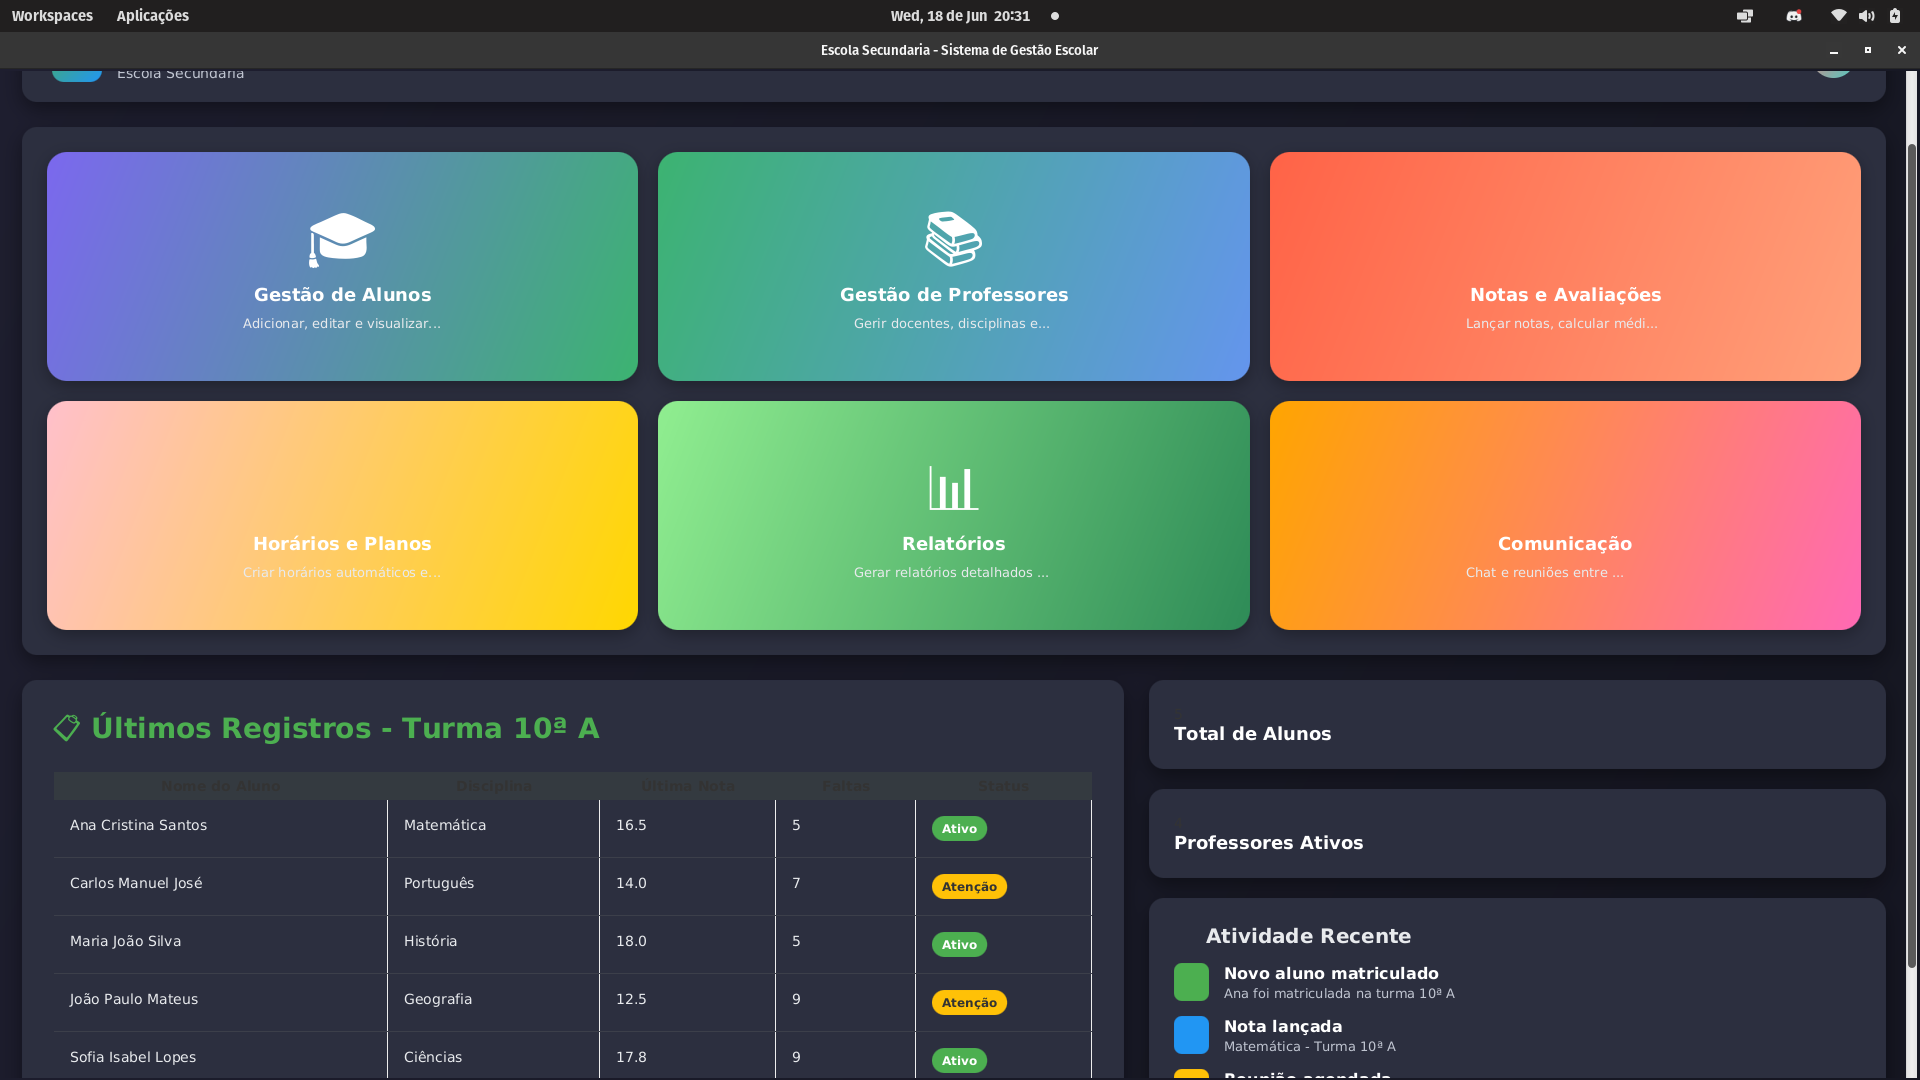 Workspaces Aplicações Wed, 18 de Jun 20:31
Escola Secundaria - Sistema de Gestão Escolar
Escola Secundaria
Gestão de Alunos
Adicionar, editar e visualizar...
Gestão de Professores
Gerir docentes, disciplinas e...
Notas e Avaliações
Lançar notas, calcular médi...
Horários e Planos
Criar horários automáticos e...
Relatórios
Gerar relatórios detalhados ...
Comunicação
Chat e reuniões entre ...
Últimos Registros - Turma 10ª A
Nome do Aluno Disciplina Última Nota Faltas Status
Ana Cristina Santos Matemática 16.5 5 Ativo
Carlos Manuel José Português 14.0 7 Atenção
Maria João Silva História 18.0 5 Ativo
João Paulo Mateus Geografia 12.5 9 Atenção
Sofia Isabel Lopes Ciências 17.8 9 Ativo
Total de Alunos
Professores Ativos
Atividade Recente
Novo aluno matriculado
Ana foi matriculada na turma 10ª A
Nota lançada
Matemática - Turma 10ª A
Reunião agendada